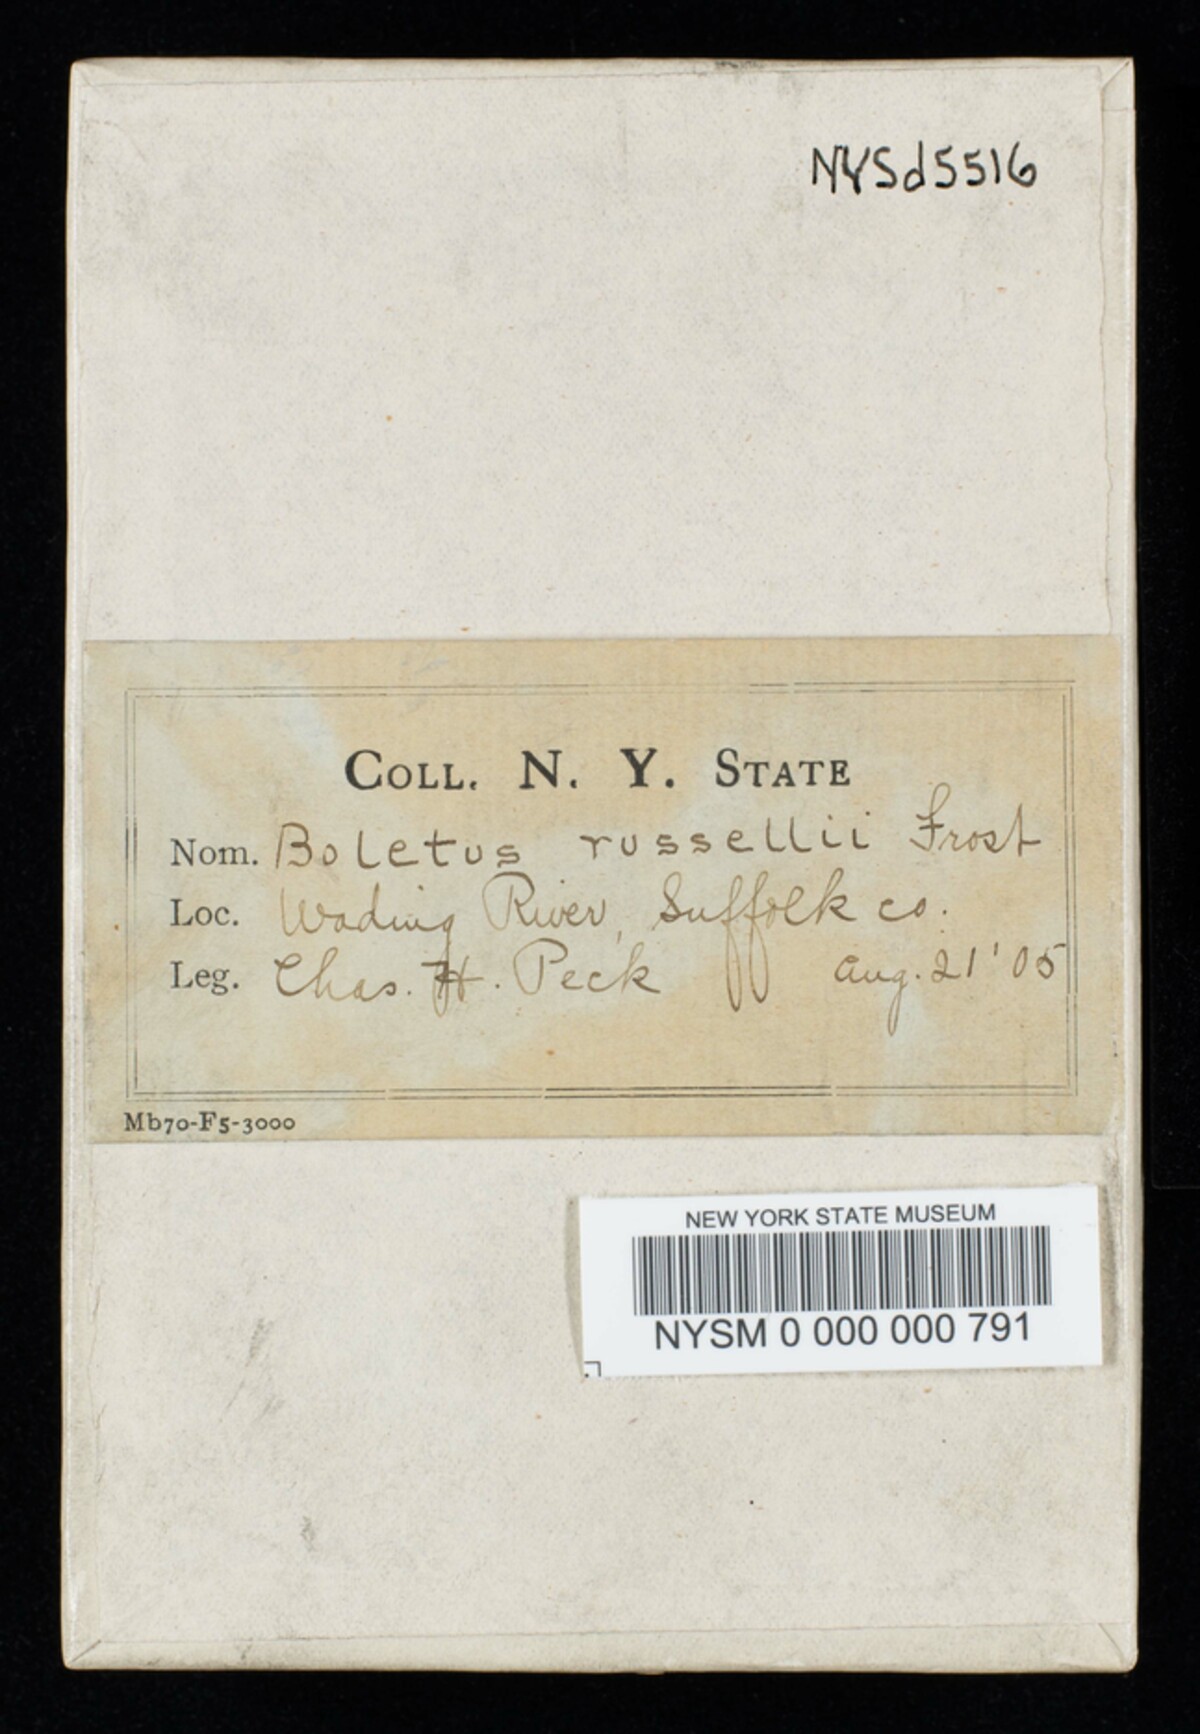 NYSd5516
COLL. N. Y. STATE
Nom. Boletus russellii Frost
Loc. Wading River, Suffolk co.
Leg. Chas. H. Peck Aug. 21 '05
Mb70-F5-3000
NEW YORK STATE MUSEUM
NYSM 0 000 000 791